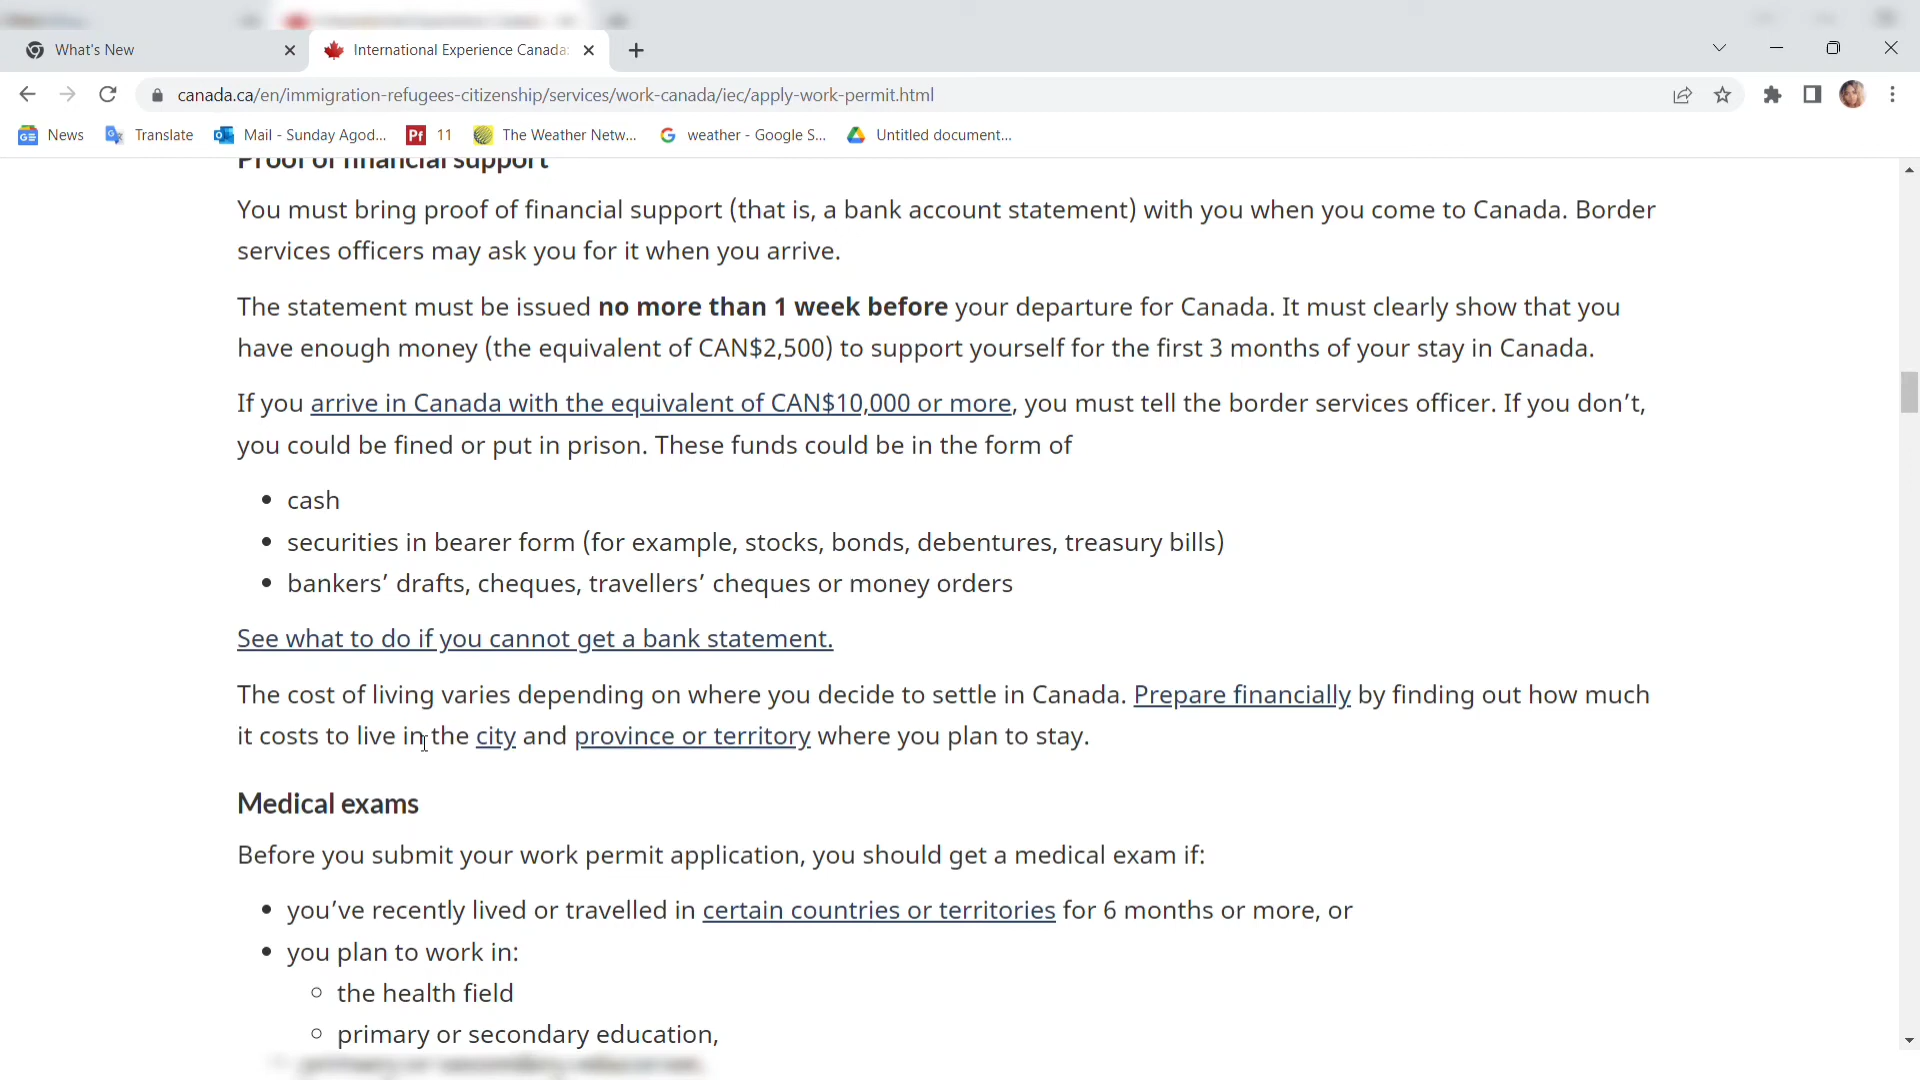 What's New
International Experience Canada:
canada.ca/en/immigration-refugees-citizenship/services/work-canada/iec/apply-work-permit.html
News Translate Mail - Sunday Agod... Pf 11 The Weather Netw... weather - Google S... Untitled document...
Proof of financial support
You must bring proof of financial support (that is, a bank account statement) with you when you come to Canada. Border
services officers may ask you for it when you arrive.
The statement must be issued no more than 1 week before your departure for Canada. It must clearly show that you
have enough money (the equivalent of CAN$2,500) to support yourself for the first 3 months of your stay in Canada.
If you arrive in Canada with the equivalent of CAN$10,000 or more, you must tell the border services officer. If you don’t,
you could be fined or put in prison. These funds could be in the form of
cash
securities in bearer form (for example, stocks, bonds, debentures, treasury bills)
bankers’ drafts, cheques, travellers’ cheques or money orders
See what to do if you cannot get a bank statement.
The cost of living varies depending on where you decide to settle in Canada. Prepare financially by finding out how much
it costs to live in the city and province or territory where you plan to stay.
Medical exams
Before you submit your work permit application, you should get a medical exam if:
you’ve recently lived or travelled in certain countries or territories for 6 months or more, or
you plan to work in:
the health field
primary or secondary education,